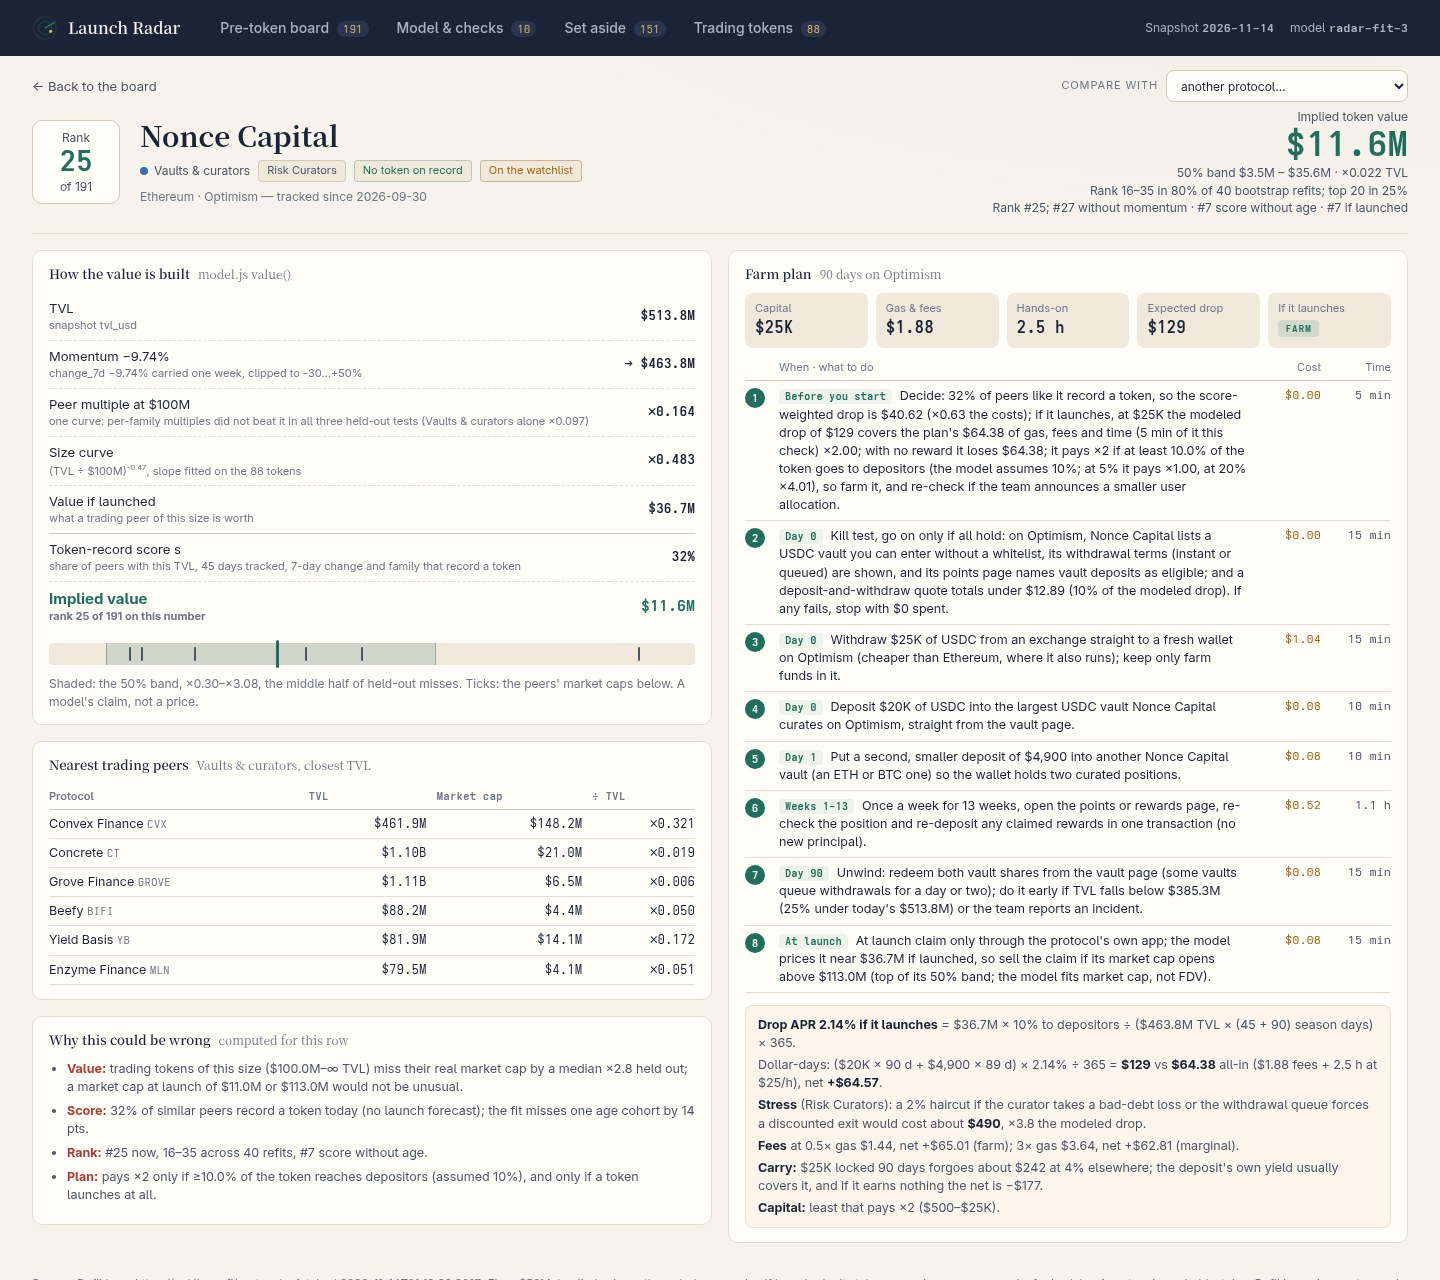 Launch Radar
Pre-token board 191
Model & checks 10
Set aside 151
Trading tokens 88
Snapshot 2026-11-14 model radar-fit-3
← Back to the board
COMPARE WITH another protocol...
Rank
25
of 191
Nonce Capital
Vaults & curators Risk Curators No token on record On the watchlist
Ethereum · Optimism — tracked since 2026-09-30
Implied token value
$11.6M
50% band $3.5M – $35.6M · ×0.022 TVL
Rank 16–35 in 80% of 40 bootstrap refits; top 20 in 25%
Rank #25; #27 without momentum · #7 score without age · #7 if launched
How the value is built model.js value()
TVL
snapshot tvl_usd
$513.8M
Momentum −9.74%
change_7d −9.74% carried one week, clipped to -30…+50%
→ $463.8M
Peer multiple at $100M
one curve: per-family multiples did not beat it in all three held-out tests (Vaults & curators alone ×0.097)
×0.164
Size curve
(TVL ÷ $100M)^-0.47, slope fitted on the 88 tokens
×0.483
Value if launched
what a trading peer of this size is worth
$36.7M
Token-record score s
share of peers with this TVL, 45 days tracked, 7-day change and family that record a token
32%
Implied value
rank 25 of 191 on this number
$11.6M
Shaded: the 50% band, ×0.30–×3.08, the middle half of held-out misses. Ticks: the peers' market caps below. A
model's claim, not a price.
Nearest trading peers Vaults & curators, closest TVL
Protocol TVL Market cap ÷ TVL
Convex Finance CVX $461.9M $148.2M ×0.321
Concrete CT $1.10B $21.0M ×0.019
Grove Finance GROVE $1.11B $6.5M ×0.006
Beefy BIFI $88.2M $4.4M ×0.050
Yield Basis YB $81.9M $14.1M ×0.172
Enzyme Finance MLN $79.5M $4.1M ×0.051
Why this could be wrong computed for this row
• Value: trading tokens of this size ($100.0M–∞ TVL) miss their real market cap by a median ×2.8 held out;
a market cap at launch of $11.0M or $113.0M would not be unusual.
• Score: 32% of similar peers record a token today (no launch forecast); the fit misses one age cohort by 14
pts.
• Rank: #25 now, 16–35 across 40 refits, #7 score without age.
• Plan: pays ×2 only if ≥10.0% of the token reaches depositors (assumed 10%), and only if a token
launches at all.
Farm plan 90 days on Optimism
Capital
$25K
Gas & fees
$1.88
Hands-on
2.5 h
Expected drop
$129
If it launches
FARM
When · what to do Cost Time
1 Before you start Decide: 32% of peers like it record a token, so the score- $0.00 5 min
weighted drop is $40.62 (×0.63 the costs); if it launches, at $25K the modeled
drop of $129 covers the plan's $64.38 of gas, fees and time (5 min of it this
check) ×2.00; with no reward it loses $64.38; it pays ×2 if at least 10.0% of the
token goes to depositors (the model assumes 10%; at 5% it pays ×1.00, at 20%
×4.01), so farm it, and re-check if the team announces a smaller user
allocation.
2 Day 0 Kill test, go on only if all hold: on Optimism, Nonce Capital lists a $0.00 15 min
USDC vault you can enter without a whitelist, its withdrawal terms (instant or
queued) are shown, and its points page names vault deposits as eligible; and a
deposit-and-withdraw quote totals under $12.89 (10% of the modeled drop). If
any fails, stop with $0 spent.
3 Day 0 Withdraw $25K of USDC from an exchange straight to a fresh wallet $1.04 15 min
on Optimism (cheaper than Ethereum, where it also runs); keep only farm
funds in it.
4 Day 0 Deposit $20K of USDC into the largest USDC vault Nonce Capital $0.08 10 min
curates on Optimism, straight from the vault page.
5 Day 1 Put a second, smaller deposit of $4,900 into another Nonce Capital $0.08 10 min
vault (an ETH or BTC one) so the wallet holds two curated positions.
6 Weeks 1–13 Once a week for 13 weeks, open the points or rewards page, re- $0.52 1.1 h
check the position and re-deposit any claimed rewards in one transaction (no
new principal).
7 Day 90 Unwind: redeem both vault shares from the vault page (some vaults $0.08 15 min
queue withdrawals for a day or two); do it early if TVL falls below $385.3M
(25% under today's $513.8M) or the team reports an incident.
8 At launch At launch claim only through the protocol's own app; the model $0.08 15 min
prices it near $36.7M if launched, so sell the claim if its market cap opens
above $113.0M (top of its 50% band; the model fits market cap, not FDV).
Drop APR 2.14% if it launches = $36.7M × 10% to depositors ÷ ($463.8M TVL × (45 + 90) season days)
× 365.
Dollar-days: ($20K × 90 d + $4,900 × 89 d) × 2.14% ÷ 365 = $129 vs $64.38 all-in ($1.88 fees + 2.5 h at
$25/h), net +$64.57.
Stress (Risk Curators): a 2% haircut if the curator takes a bad-debt loss or the withdrawal queue forces
a discounted exit would cost about $490, ×3.8 the modeled drop.
Fees at 0.5× gas $1.44, net +$65.01 (farm); 3× gas $3.64, net +$62.81 (marginal).
Carry: $25K locked 90 days forgoes about $242 at 4% elsewhere; the deposit's own yield usually
covers it, and if it earns nothing the net is −$177.
Capital: least that pays ×2 ($500–$25K).